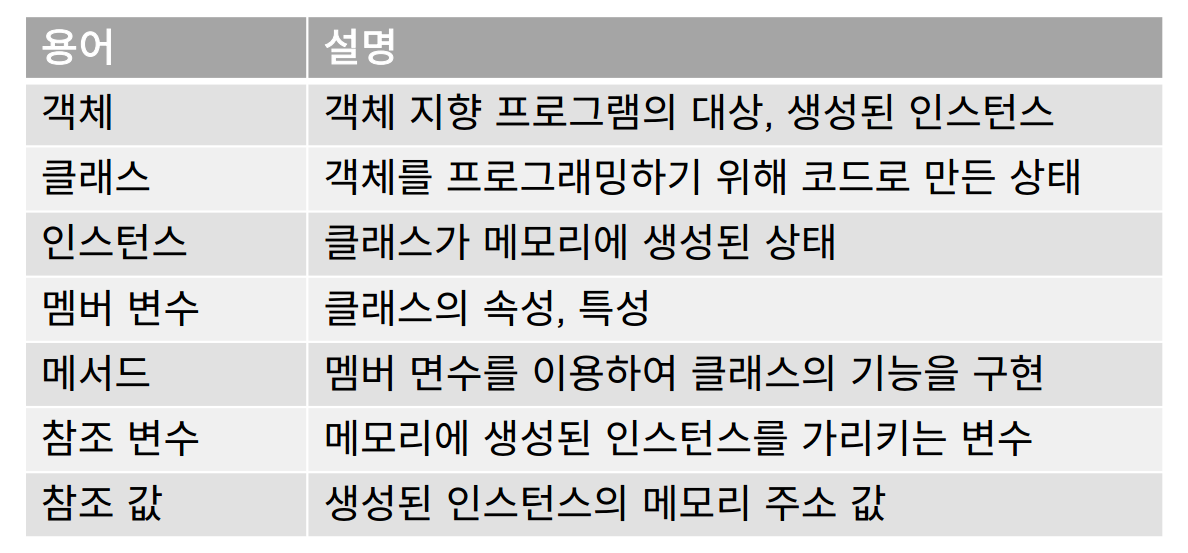 용어 설명
객체 객체 지향 프로그램의 대상, 생성된 인스턴스
클래스 객체를 프로그래밍하기 위해 코드로 만든 상태
인스턴스 클래스가 메모리에 생성된 상태
멤버 변수 클래스의 속성, 특성
메서드 멤버 면수를 이용하여 클래스의 기능을 구현
참조 변수 메모리에 생성된 인스턴스를 가리키는 변수
참조 값 생성된 인스턴스의 메모리 주소 값